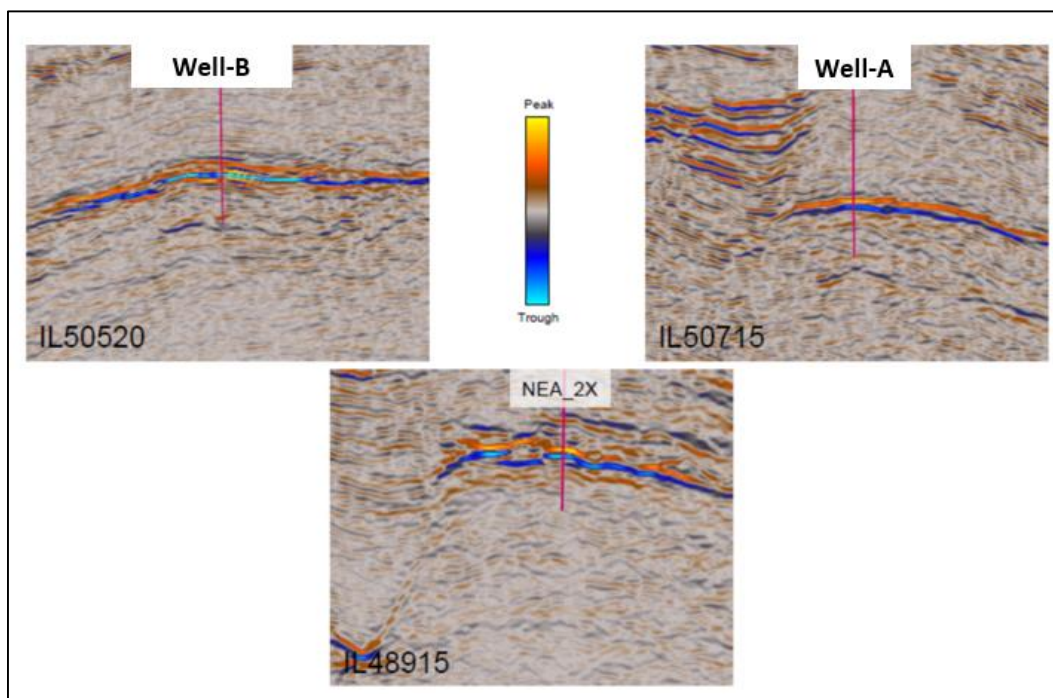 Well-B
Well-A
Peak
Trough
IL50520
IL50715
NEA_2X
IL48915